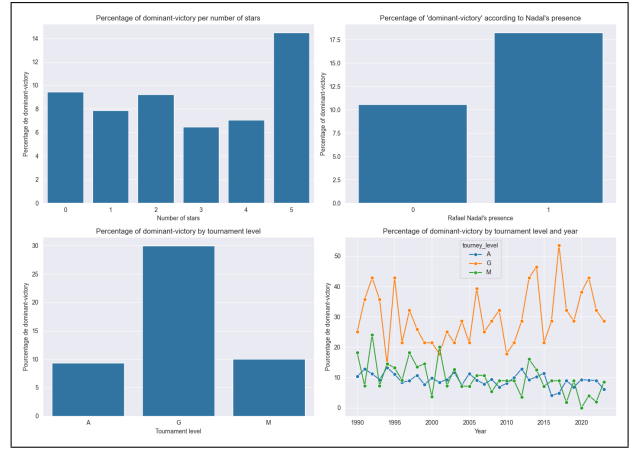 Percentage of dominant-victory per number of stars
Percentage de dominant-victory
14
12
10
8
6
4
2
0
0 1 2 3 4 5
Number of stars
Percentage of 'dominant-victory' according to Nadal's presence
Percentage of dominant-victory
17.5
15.0
12.5
10.0
7.5
5.0
2.5
0.0
0 1
Rafael Nadal's presence
Percentage of dominant-victory by tournament level
Pourcentage de dominant-victory
30
25
20
15
10
5
0
A G M
Tournament level
Percentage of dominant-victory by tournament level and year
Pourcentage de dominant-victory
tourney_level
A
G
M
50
40
30
20
10
0
1990 1995 2000 2005 2010 2015 2020
Year